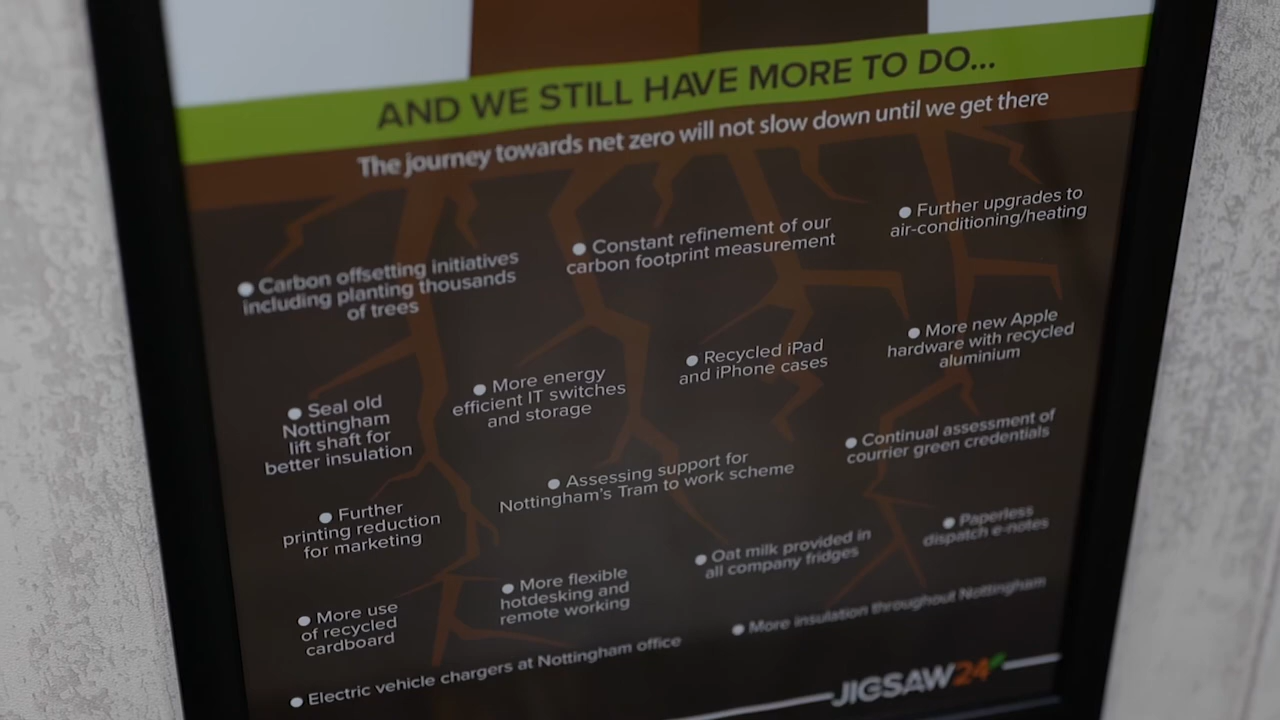 AND WE STILL HAVE MORE TO DO...
The journey towards net zero will not slow down until we get there
● Carbon offsetting initiatives
including planting thousands
of trees
● Constant refinement of our
carbon footprint measurement
● Further upgrades to
air-conditioning/heating
● Seal old
Nottingham
lift shaft for
better insulation
● More energy
efficient IT switches
and storage
● Recycled iPad
and iPhone cases
● More new Apple
hardware with recycled
aluminium
● Further
printing reduction
for marketing
● Assessing support for
Nottingham's Tram to work scheme
● Continual assessment of
courrier green credentials
● More use
of recycled
cardboard
● More flexible
hotdesking and
remote working
● Oat milk provided in
all company fridges
● Paperless
dispatch e-notes
● Electric vehicle chargers at Nottingham office
● More insulation throughout Nottingham
JIGSAW24